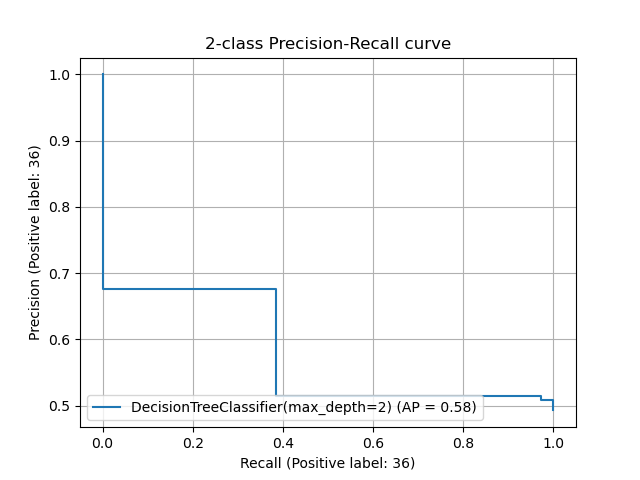 2-class Precision-Recall curve
1.0
0.9
0.8
0.7
0.6
0.5
Precision (Positive label: 36)
DecisionTreeClassifier(max_depth=2) (AP = 0.58)
0.0 0.2 0.4 0.6 0.8 1.0
Recall (Positive label: 36)